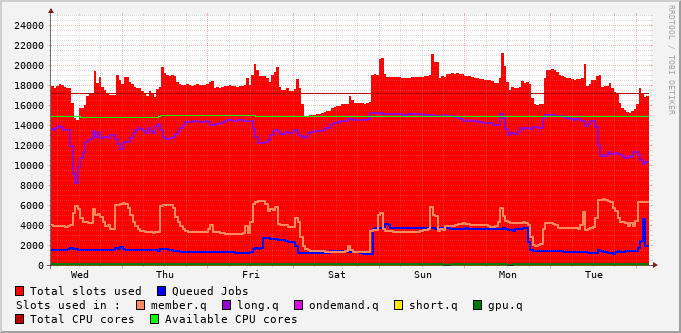 24000
22000
20000
18000
16000
14000
12000
10000
8000
6000
4000
2000
0
Wed Thu Fri Sat Sun Mon Tue
RRDTOOL / TOBI OETIKER
Total slots used Queued Jobs
Slots used in : member.q long.q ondemand.q short.q gpu.q
Total CPU cores Available CPU cores